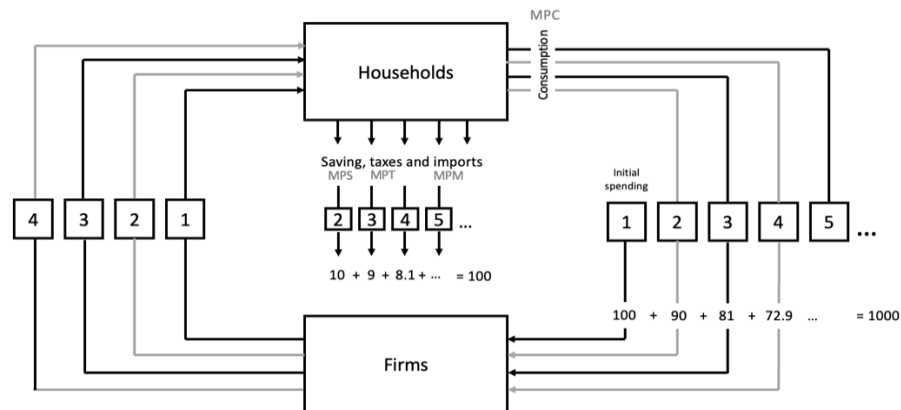 MPC
Households
Consumption
Saving, taxes and imports
MPS MPT MPM
Initial
spending
4 3 2 1
2 3 4 5 ...
1 2 3 4 5 ...
10 + 9 + 8.1 + ... = 100
100 + 90 + 81 + 72.9 ... = 1000
Firms